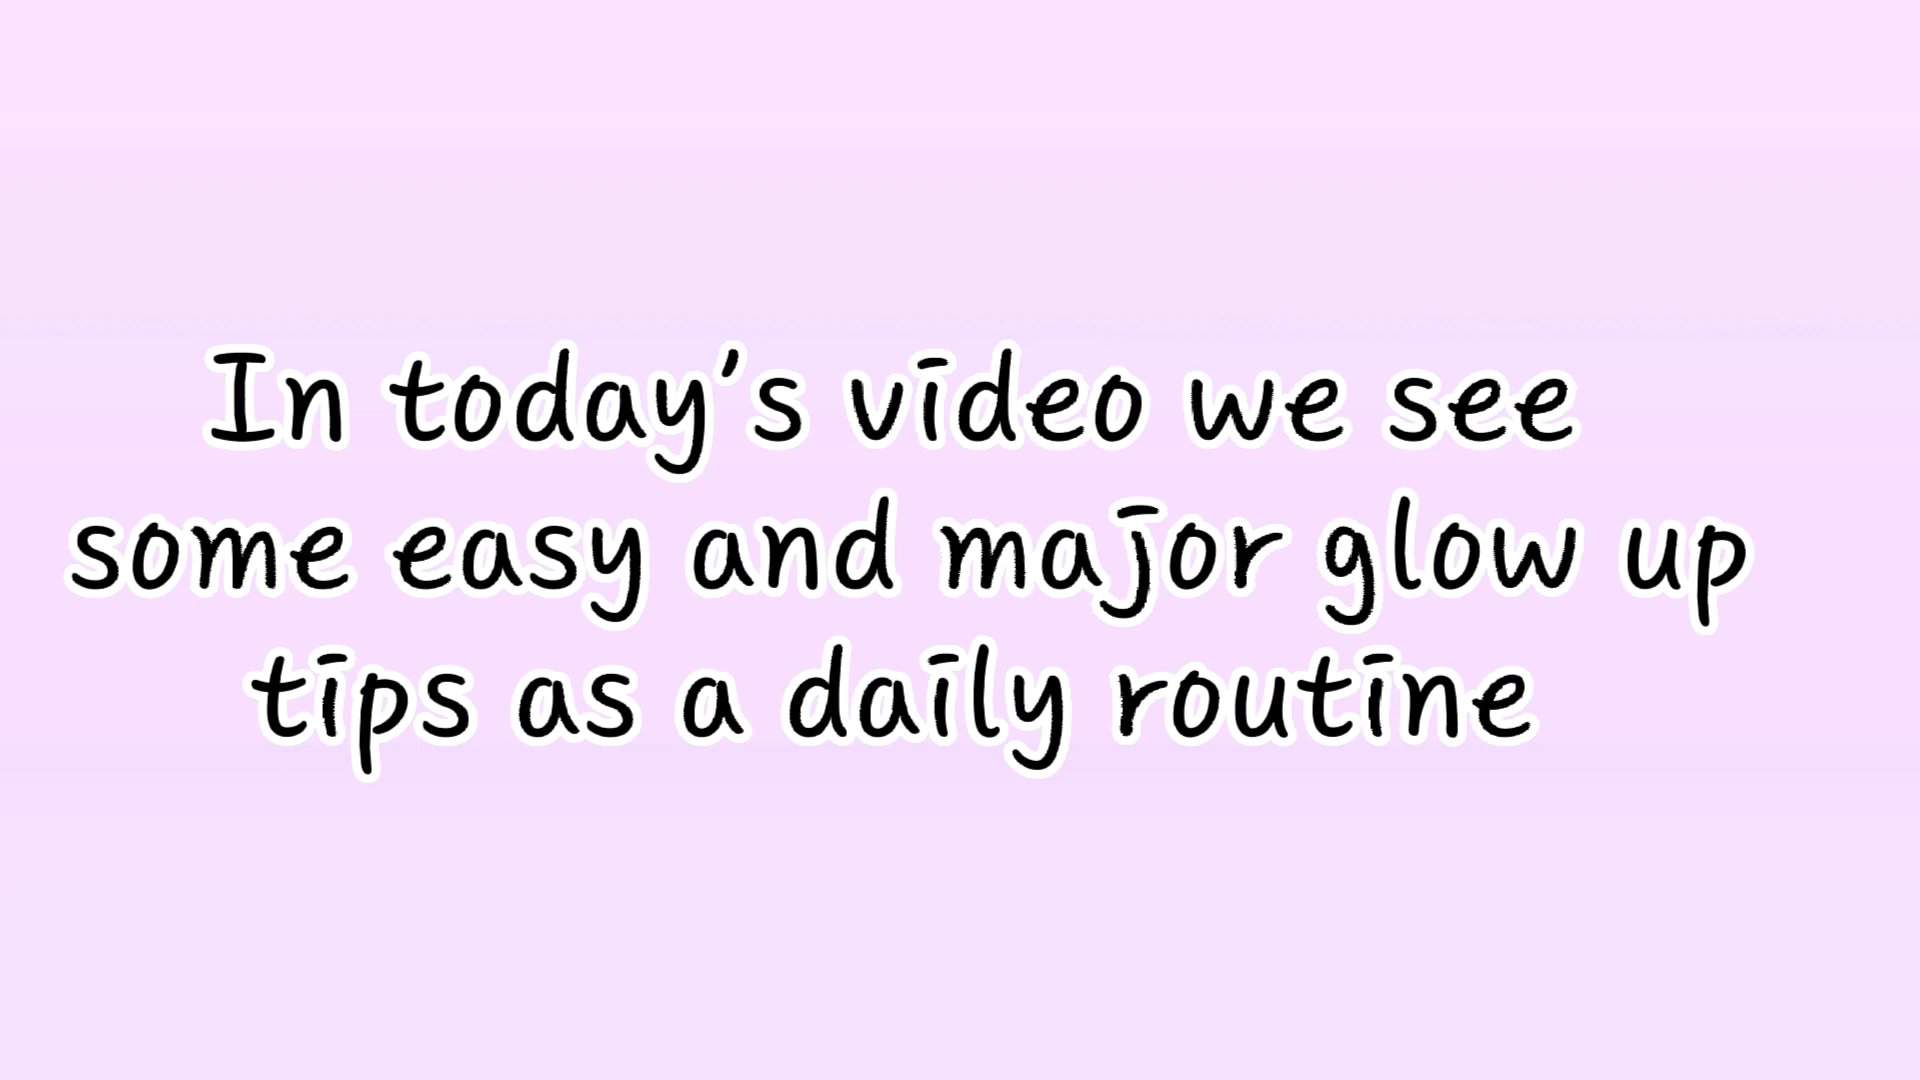 In today's video we see
some easy and major glow up
tips as a daily routine